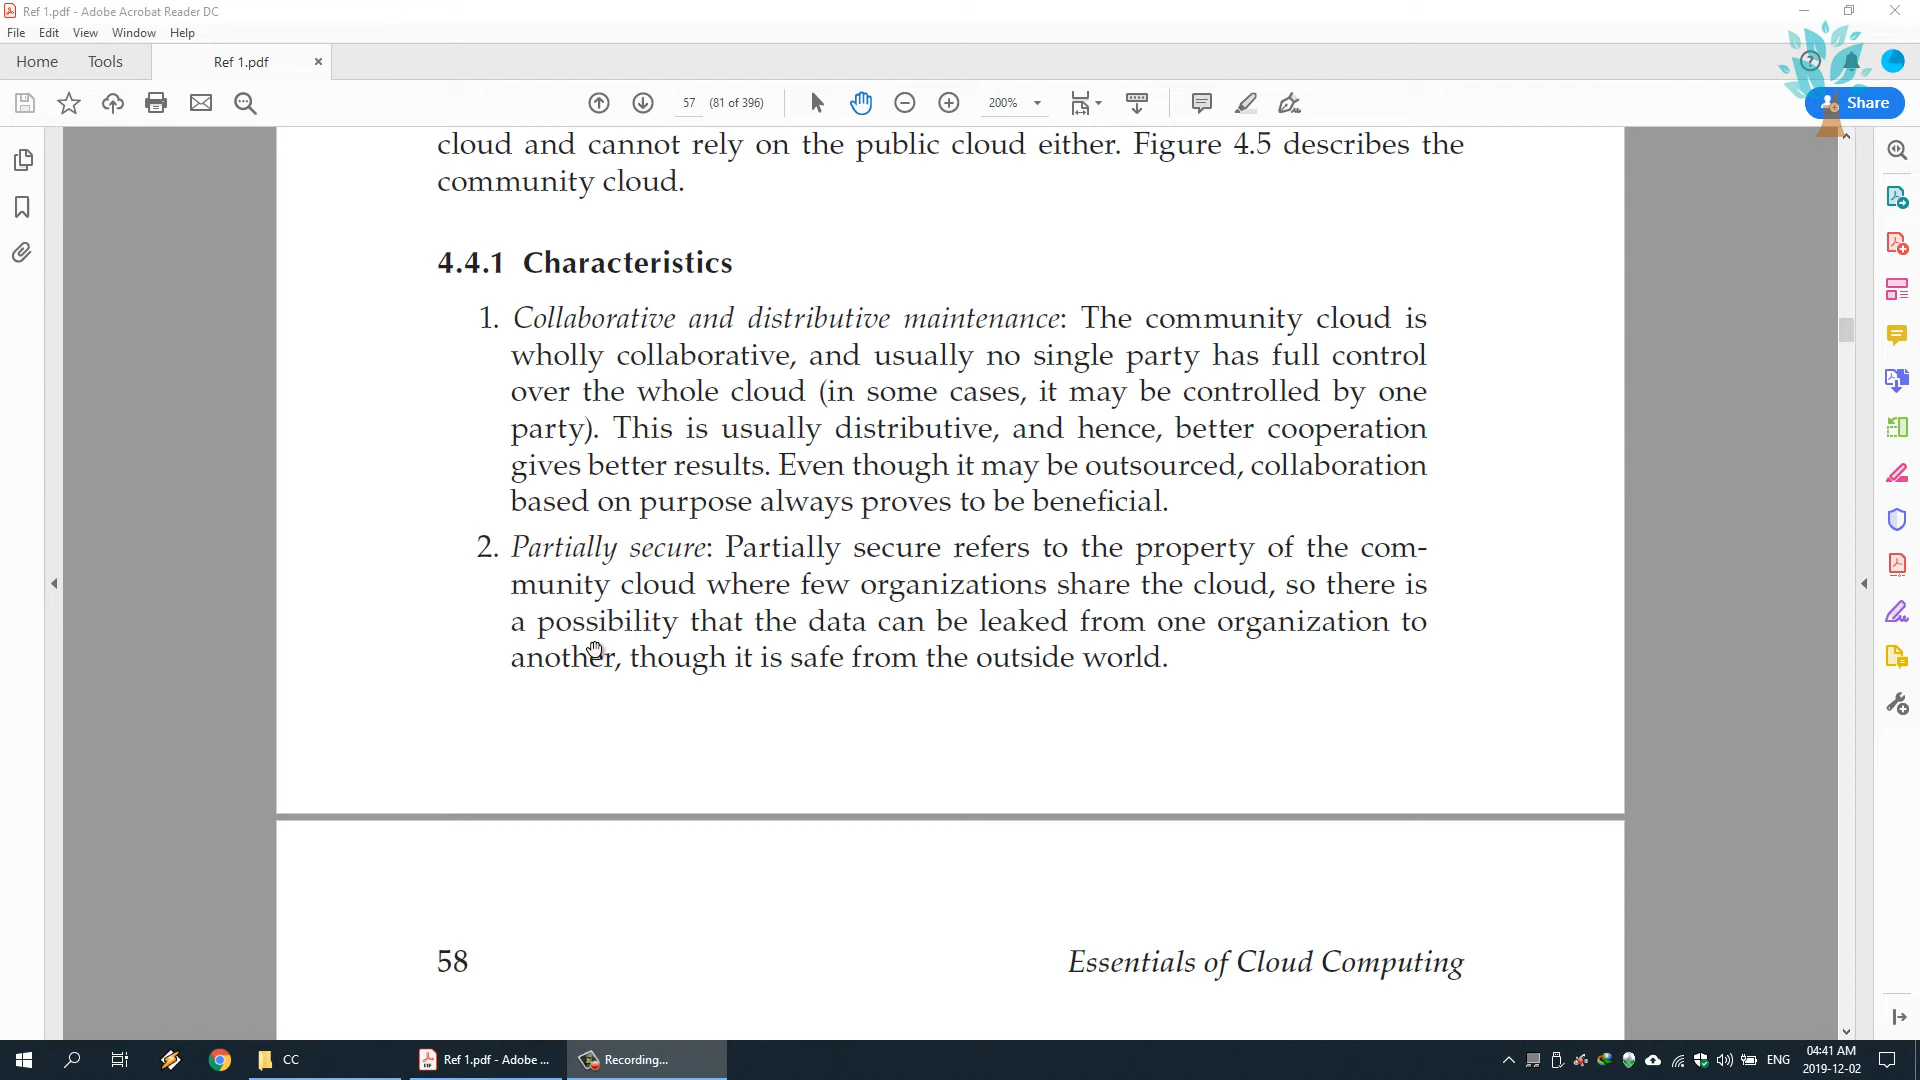 Ref 1.pdf - Adobe Acrobat Reader DC
File Edit View Window Help
Home Tools Ref 1.pdf
57 (81 of 396) 200% Share
cloud and cannot rely on the public cloud either. Figure 4.5 describes the
community cloud.
4.4.1 Characteristics
1. Collaborative and distributive maintenance: The community cloud is
wholly collaborative, and usually no single party has full control
over the whole cloud (in some cases, it may be controlled by one
party). This is usually distributive, and hence, better cooperation
gives better results. Even though it may be outsourced, collaboration
based on purpose always proves to be beneficial.
2. Partially secure: Partially secure refers to the property of the com-
munity cloud where few organizations share the cloud, so there is
a possibility that the data can be leaked from one organization to
another, though it is safe from the outside world.
58 Essentials of Cloud Computing
CC Ref 1.pdf - Adobe ... Recording... ENG 04:41 AM
2019-12-02